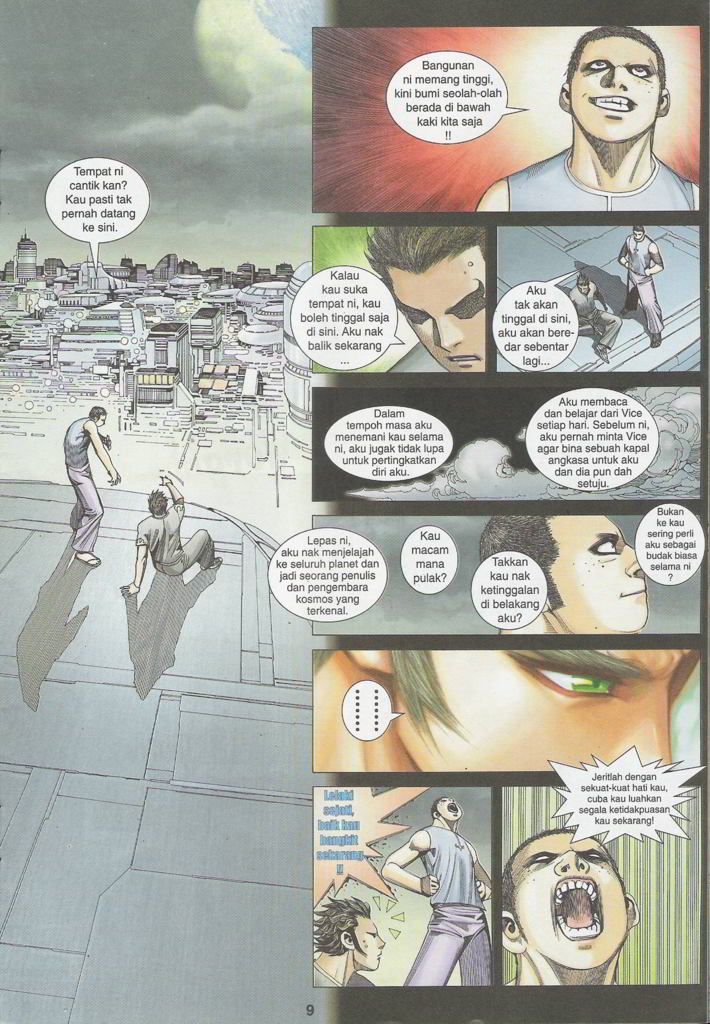 Tempat ni
cantik kan?
Kau pasti tak
pernah datang
ke sini.
Bangunan
ni memang tinggi,
kini bumi seolah-olah
berada di bawah
kaki kita saja
!!
Kalau
kau suka
tempat ni, kau
boleh tinggal saja
di sini. Aku nak
balik sekarang
...
Aku
tak akan
tinggal di sini,
aku akan bere-
dar sebentar
lagi...
Dalam
tempoh masa aku
menemani kau selama
ni, aku jugak tidak lupa
untuk pertingkatkan
diri aku.
Aku membaca
dan belajar dari Vice
setiap hari. Sebelum ni,
aku pernah minta Vice
agar bina sebuah kapal
angkasa untuk aku
dan dia pun dah
setuju.
Lepas ni,
aku nak menjelajah
ke seluruh planet dan
jadi seorang penulis
dan pengembara
kosmos yang
terkenal.
Kau
macam
mana
pulak?
Takkan
kau nak
ketinggalan
di belakang
aku?
Bukan
ke kau
sering perli
aku sebagai
budak biasa
selama ni
?
Lelaki
sejati,
baik kau
bangkit
sekarang
!!
Jeritlah dengan
sekuat-kuat hati kau,
cuba kau luahkan
segala ketidakpuasan
kau sekarang!
9